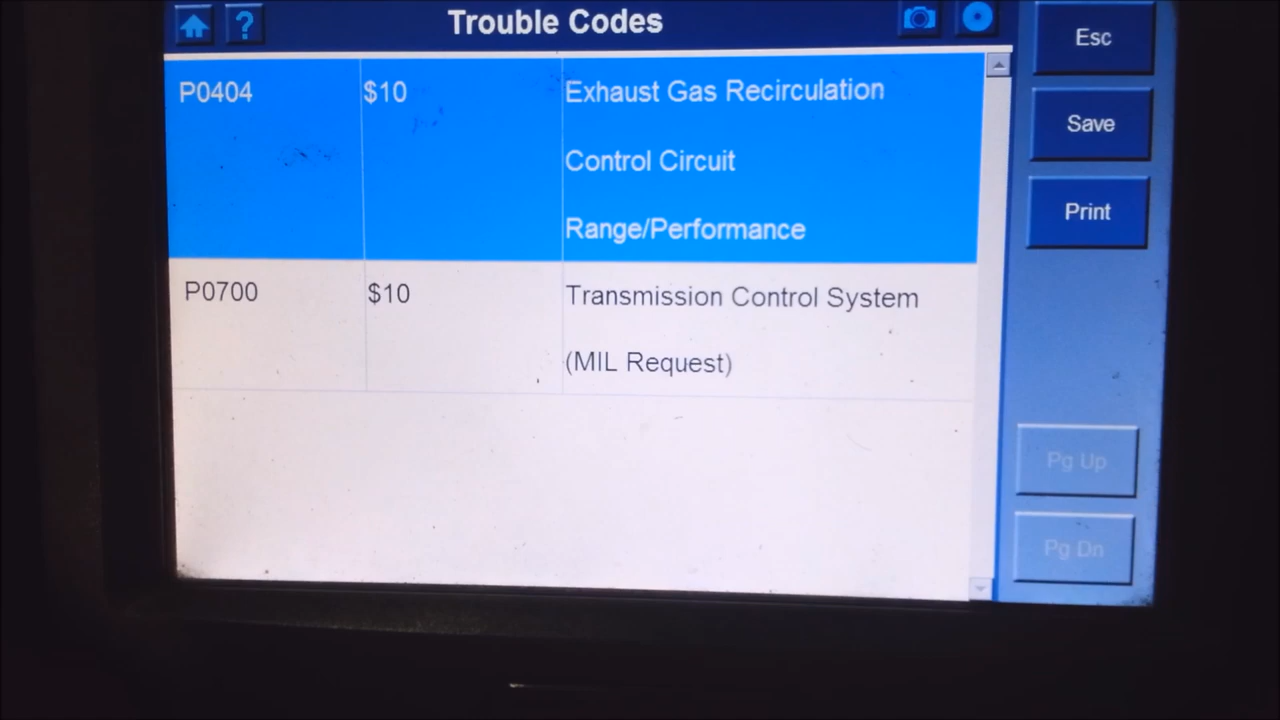 ?
Trouble Codes
Esc
P0404 $10 Exhaust Gas Recirculation
Control Circuit
Range/Performance
Save
Print
P0700 $10 Transmission Control System
(MIL Request)
Pg Up
Pg Dn